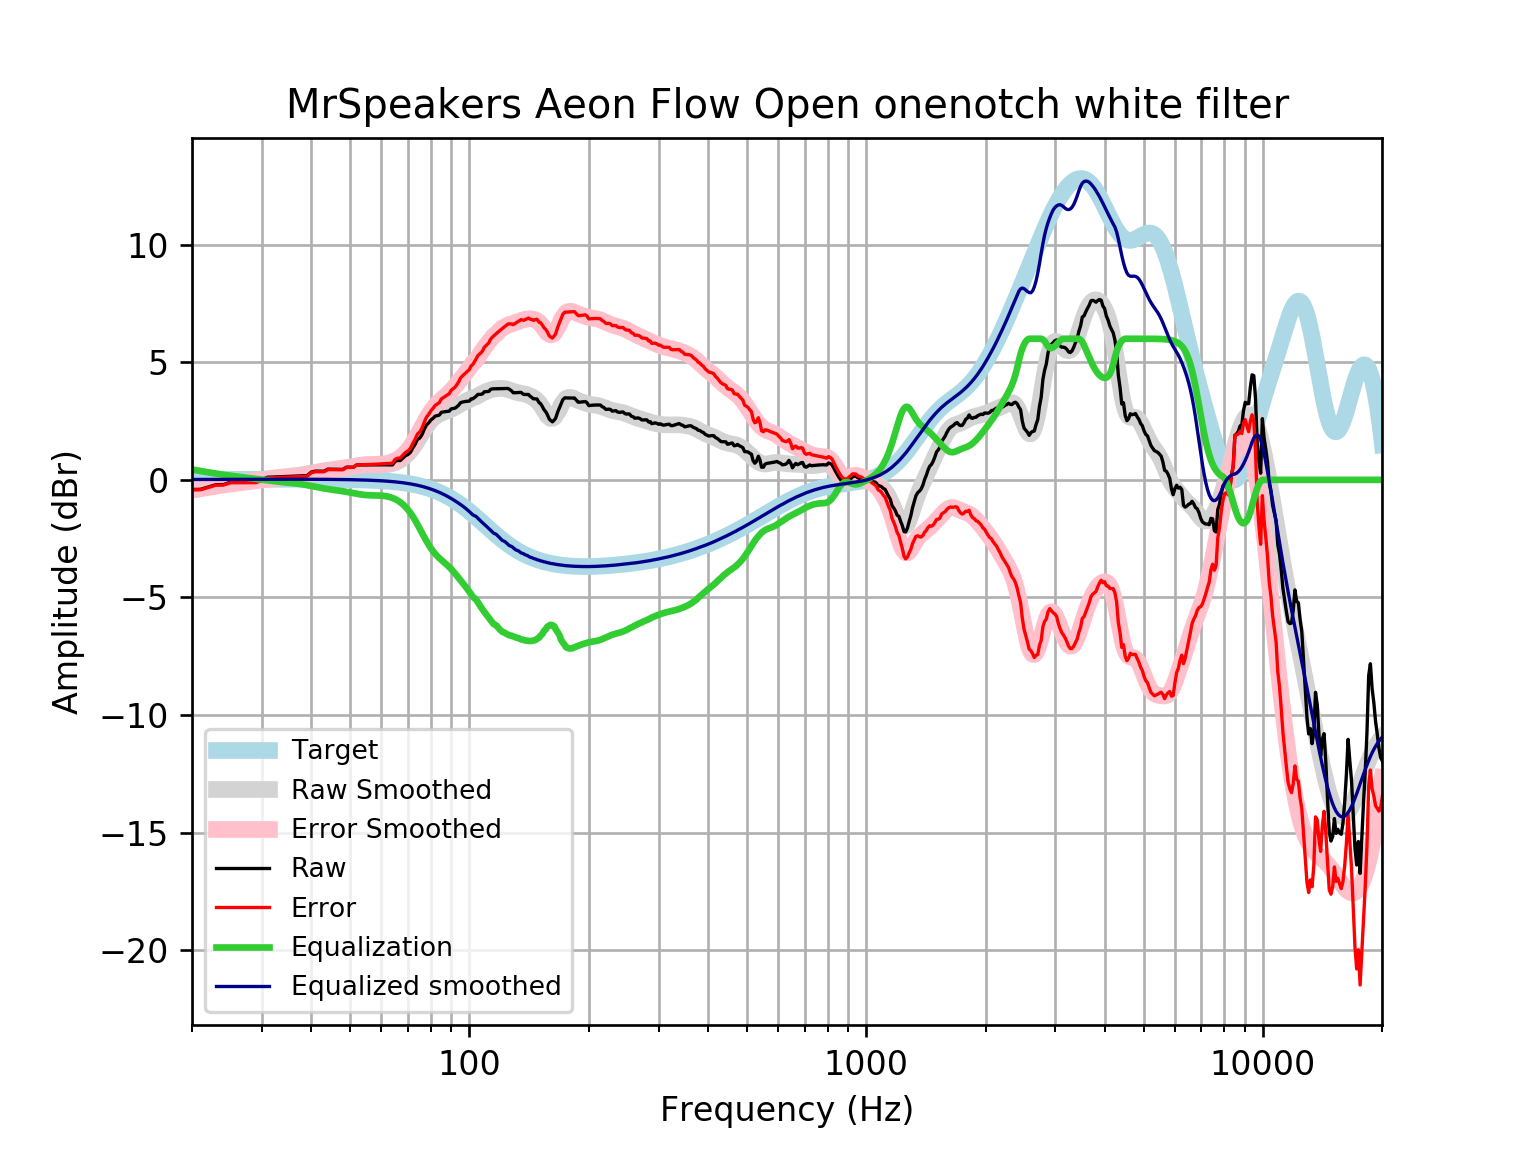 MrSpeakers Aeon Flow Open onenotch white filter
Amplitude (dBr)
10
5
0
−5
−10
−15
−20
Target
Raw Smoothed
Error Smoothed
Raw
Error
Equalization
Equalized smoothed
100 1000 10000
Frequency (Hz)